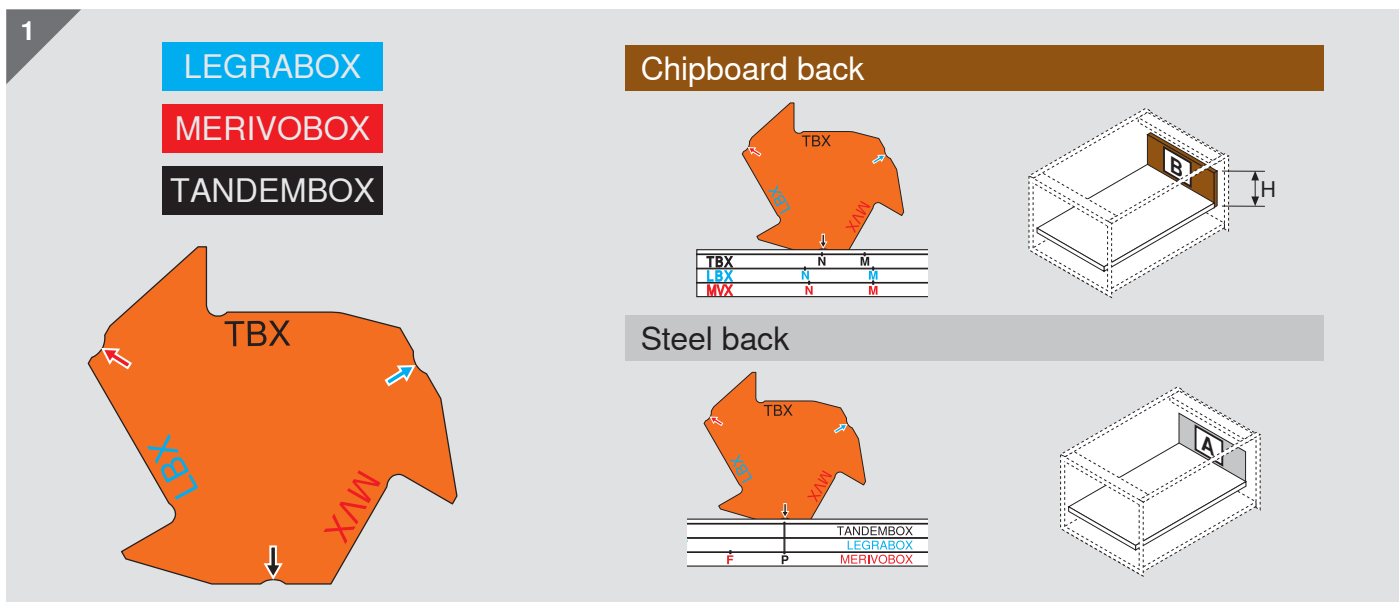 1
LEGRABOX
MERIVOBOX
TANDEMBOX
TBX
LBX
MVX
Chipboard back
TBX
LBX
MVX
TBX N M
LBX N M
MVX N M
B
H
Steel back
TBX
LBX
MVX
TANDEMBOX
LEGRABOX
F P MERIVOBOX
A